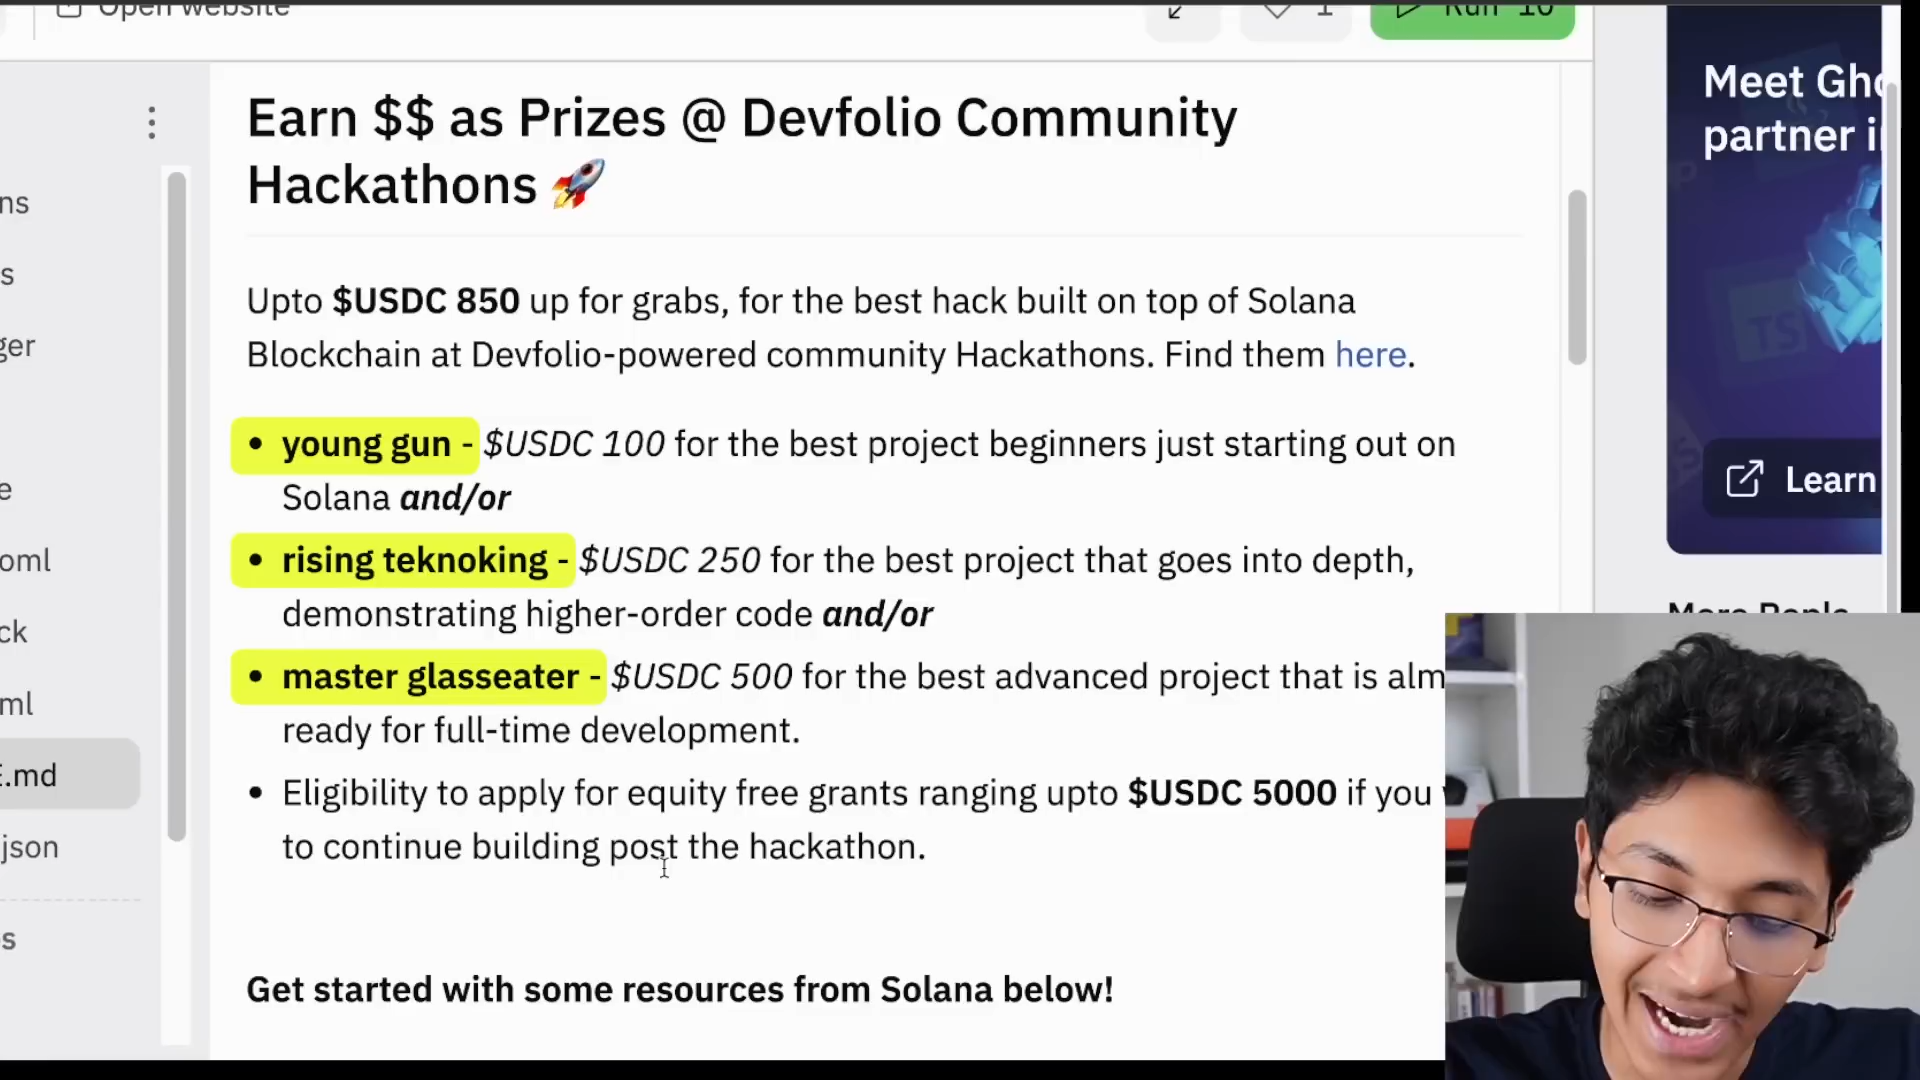 Open website
1
Run 10
Earn $$ as Prizes @ Devfolio Community
Hackathons 🚀
Upto $USDC 850 up for grabs, for the best hack built on top of Solana
Blockchain at Devfolio-powered community Hackathons. Find them here.
• young gun - $USDC 100 for the best project beginners just starting out on
Solana and/or
• rising teknoking - $USDC 250 for the best project that goes into depth,
demonstrating higher-order code and/or
• master glasseater - $USDC 500 for the best advanced project that is alm
ready for full-time development.
• Eligibility to apply for equity free grants ranging upto $USDC 5000 if you
to continue building post the hackathon.
Get started with some resources from Solana below!
ns
s
ger
e
oml
ck
ml
E.md
json
s
Meet Gho
partner i
TS
Learn
More Repls